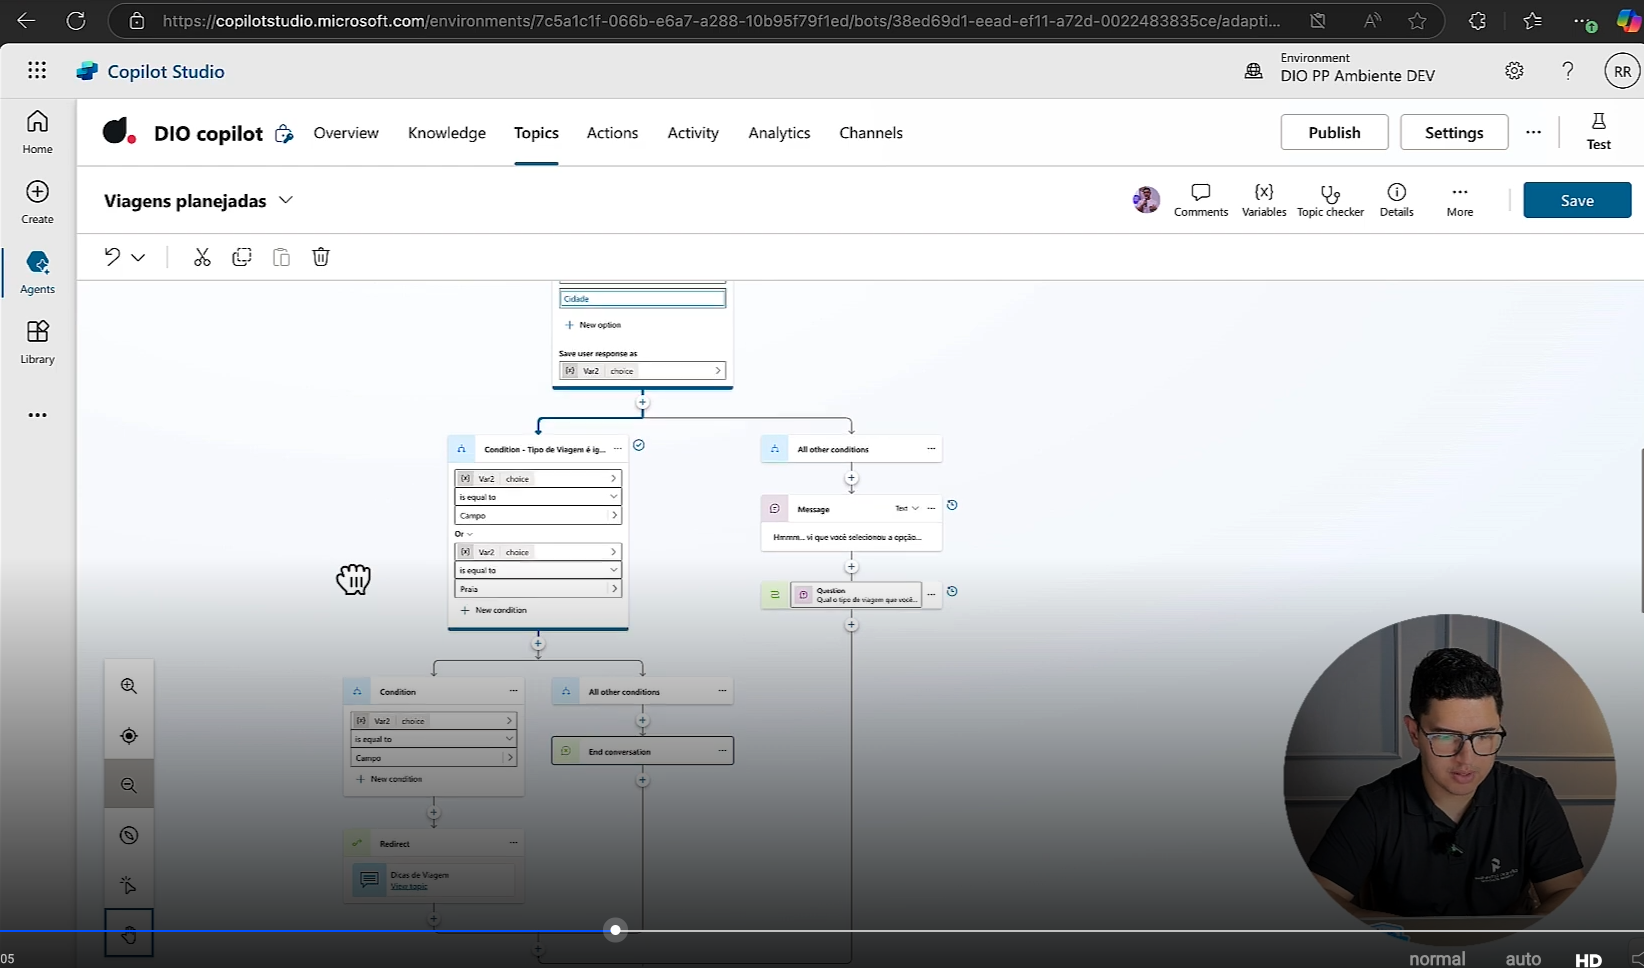 https://copilotstudio.microsoft.com/environments/7c5a1c1f-066b-e6a7-a288-10b95f79f1ed/bots/38ed69d1-eead-ef11-a72d-0022483835ce/adapti...
Copilot Studio
Environment
DIO PP Ambiente DEV
RR
Home
Create
Agents
Library
DIO copilot
Overview
Knowledge
Topics
Actions
Activity
Analytics
Channels
Publish
Settings
Test
Viagens planejadas
Comments
Variables
Topic checker
Details
More
Save
Cidade
New option
Save user response as
{x} Var2 choice
Condition - Tipo de Viagem é ig...
{x} Var2 choice
is equal to
Campo
Or
{x} Var2 choice
is equal to
Praia
New condition
All other conditions
Message
Text
Hmmm... vi que você selecionou a opção...
Question
Qual o tipo de viagem que você...
Condition
{x} Var2 choice
is equal to
Campo
New condition
Redirect
Dicas de Viagem
View topic
All other conditions
End conversation
05
normal
auto
HD